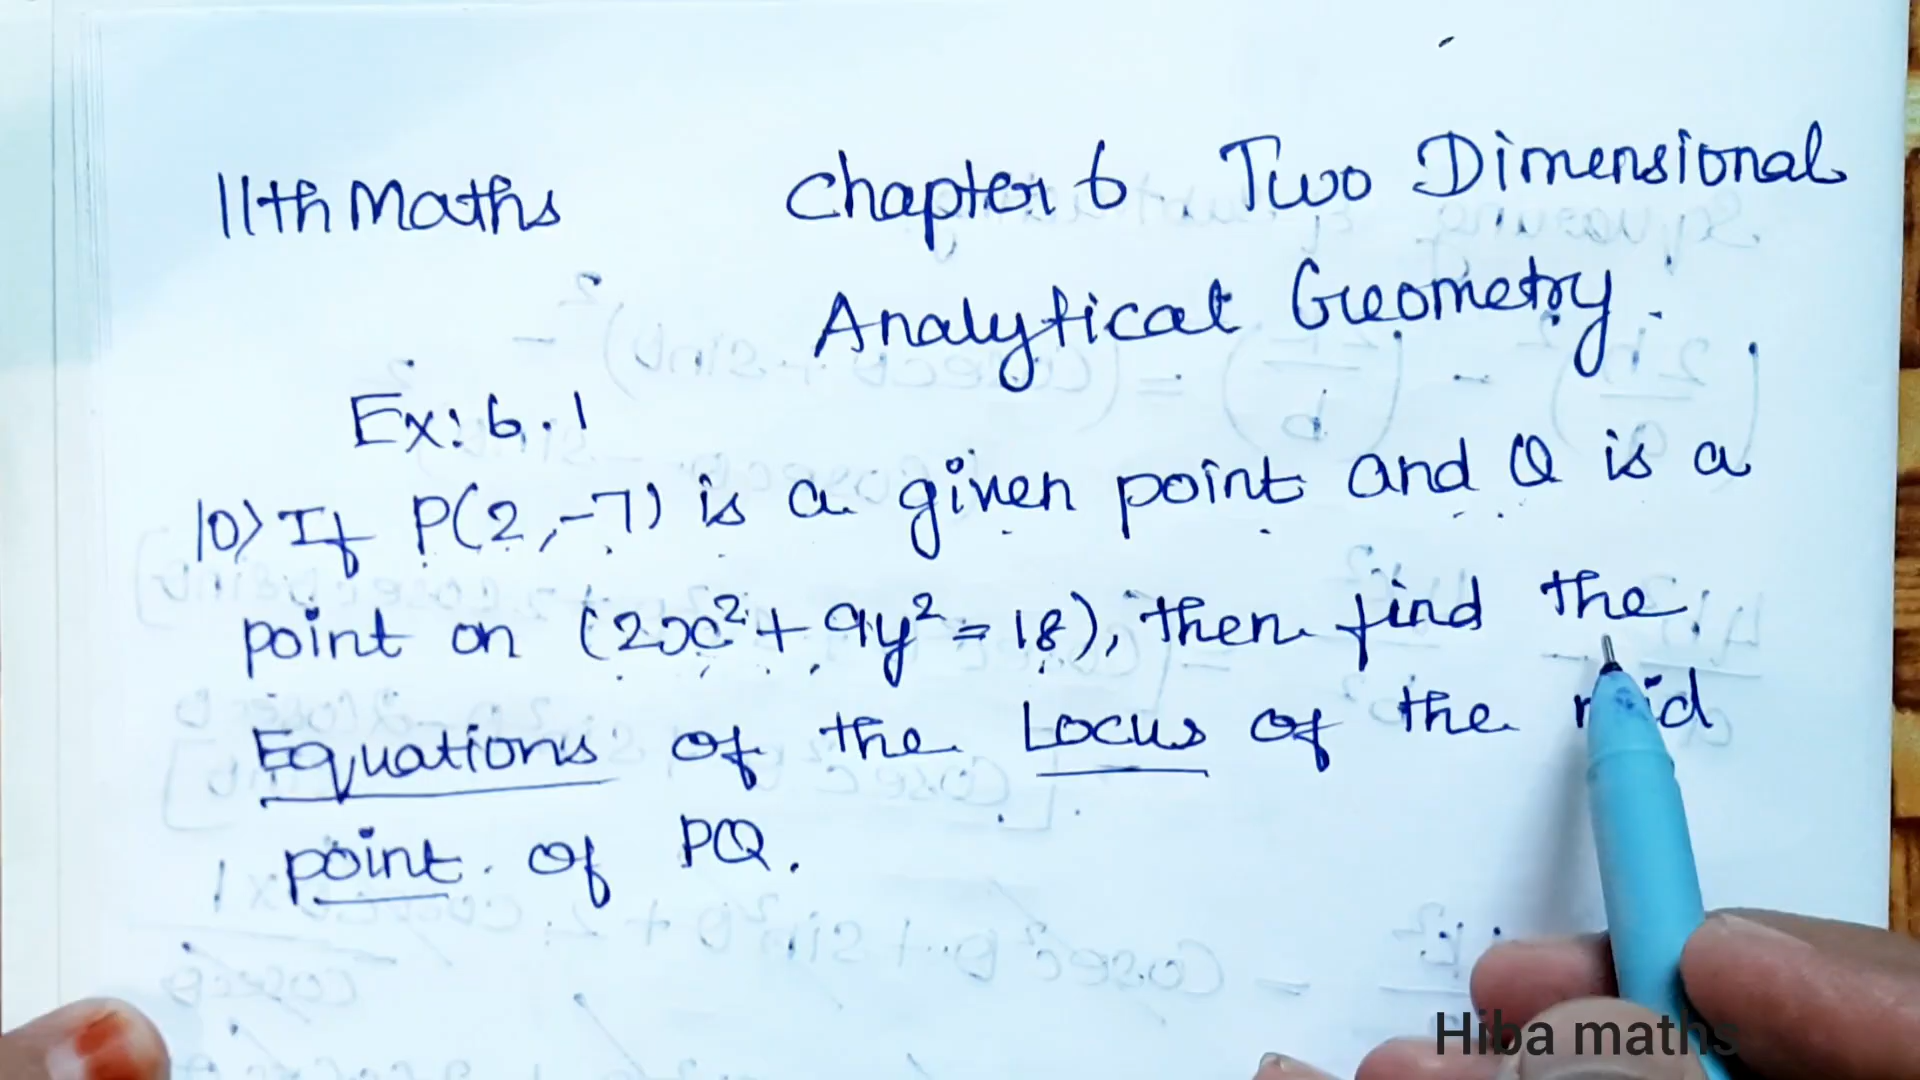 11th Maths Chapter 6 Two Dimensional
Analytical Geometry.
Ex: 6.1
10) If P(2,-7) is a given point and Q is a
point on (2x²+9y²=18), then find the
Equations of the Locus of the mid
point of PQ.
Hiba maths